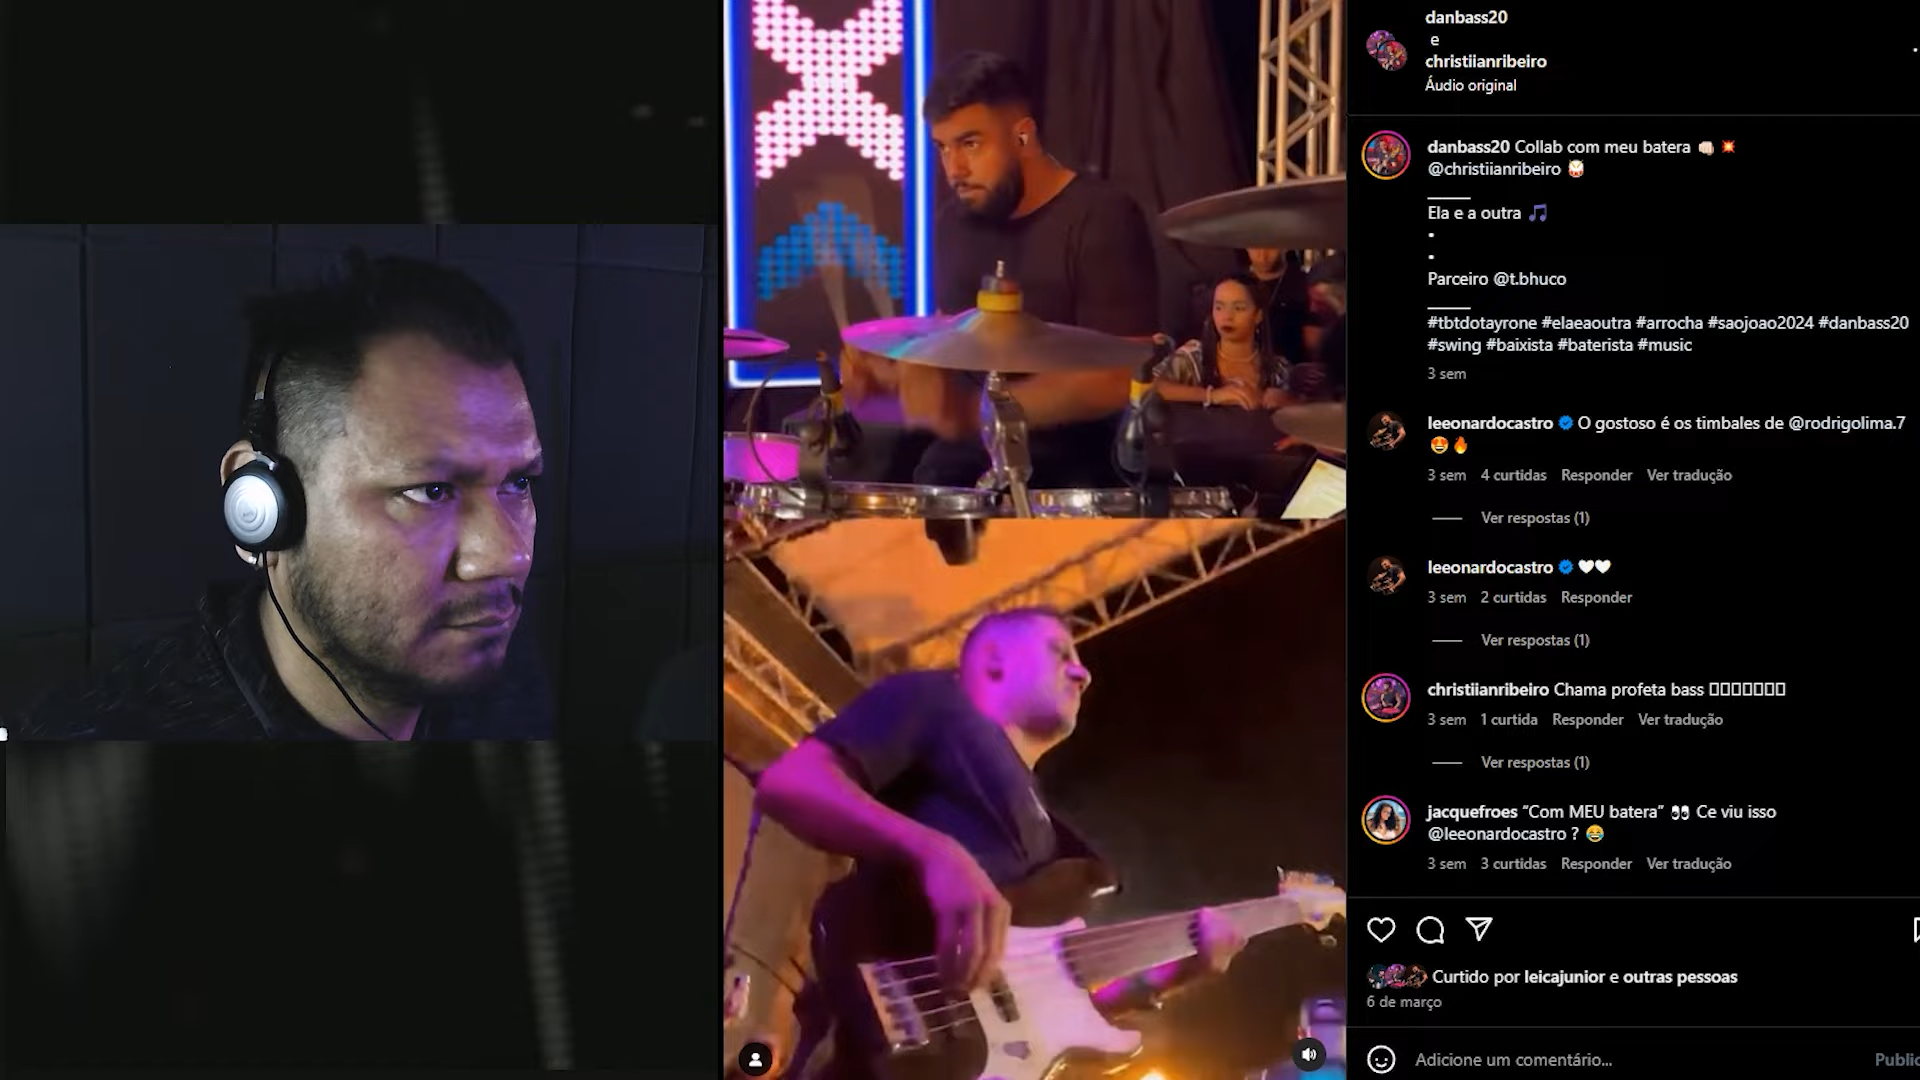 danbass20
e
christiianribeiro
Áudio original
danbass20 Collab com meu batera 👊🏻 💥
@christiianribeiro 🥁
_____
Ela e a outra 🎵
.
.
Parceiro @t.bhuco
_____
#tbtdotayrone #elaeaoutra #arrocha #saojoao2024 #danbass20
#swing #baixista #baterista #music
3 sem
leeonardocastro O gostoso é os timbales de @rodrigolima.7
😍🔥
3 sem 4 curtidas Responder Ver tradução
Ver respostas (1)
leeonardocastro 🤍🤍
3 sem 2 curtidas Responder
Ver respostas (1)
christiianribeiro Chama profeta bass
3 sem 1 curtida Responder Ver tradução
Ver respostas (1)
jacquefroes “Com MEU batera” 👀 Ce viu isso
@leeonardocastro ? 😂
3 sem 3 curtidas Responder Ver tradução
Curtido por leicajunior e outras pessoas
6 de março
Adicione um comentário...
Public